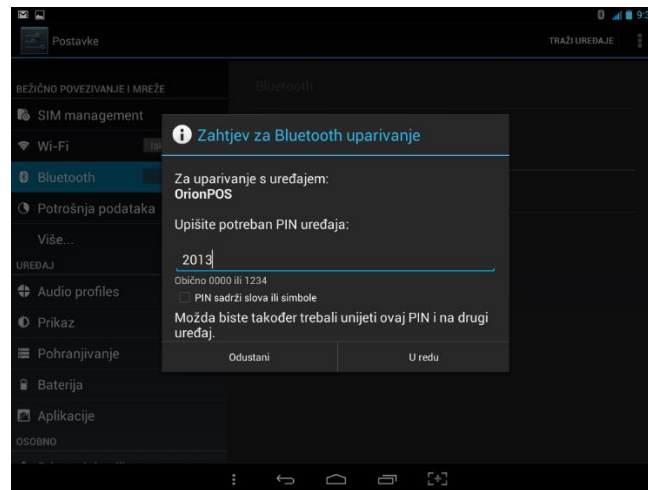 9:3
Postavke
TRAŽI UREĐAJE
BEŽIČNO POVEZIVANJE I MREŽE
Bluetooth
SIM management
Wi-Fi
Bluetooth
Potrošnja podataka
Više...
UREĐAJ
Audio profiles
Prikaz
Pohranjivanje
Baterija
Aplikacije
OSOBNO
Zahtjev za Bluetooth uparivanje
Za uparivanje s uređajem:
OrionPOS
Upišite potreban PIN uređaja:
2013
Obično 0000 ili 1234
PIN sadrži slova ili simbole
Možda biste također trebali unijeti ovaj PIN i na drugi
uređaj.
Odustani
U redu